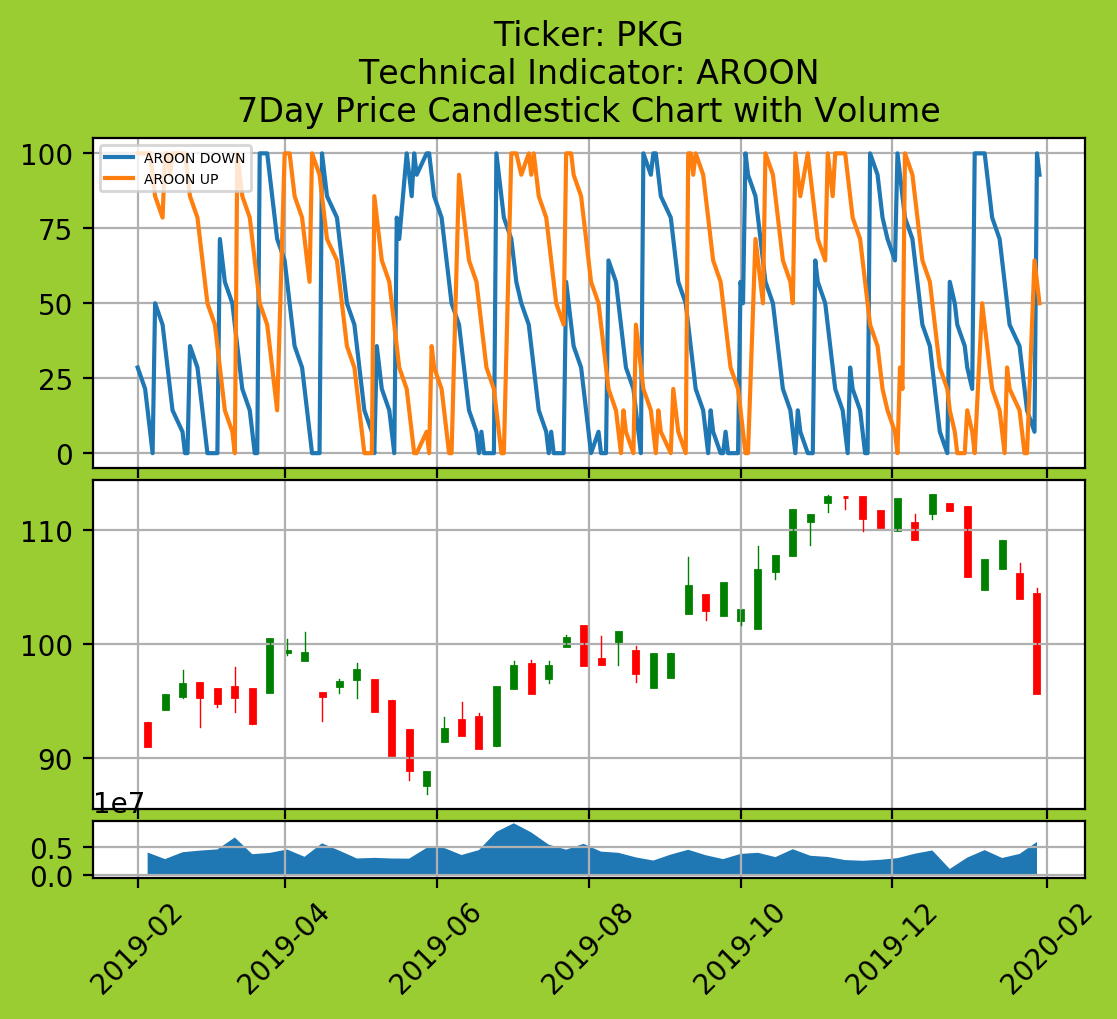 Ticker: PKG
Technical Indicator: AROON
7Day Price Candlestick Chart with Volume
100
75
50
25
0
AROON DOWN
AROON UP
110
100
90
1e7
0.5
0.0
2019-02
2019-04
2019-06
2019-08
2019-10
2019-12
2020-02